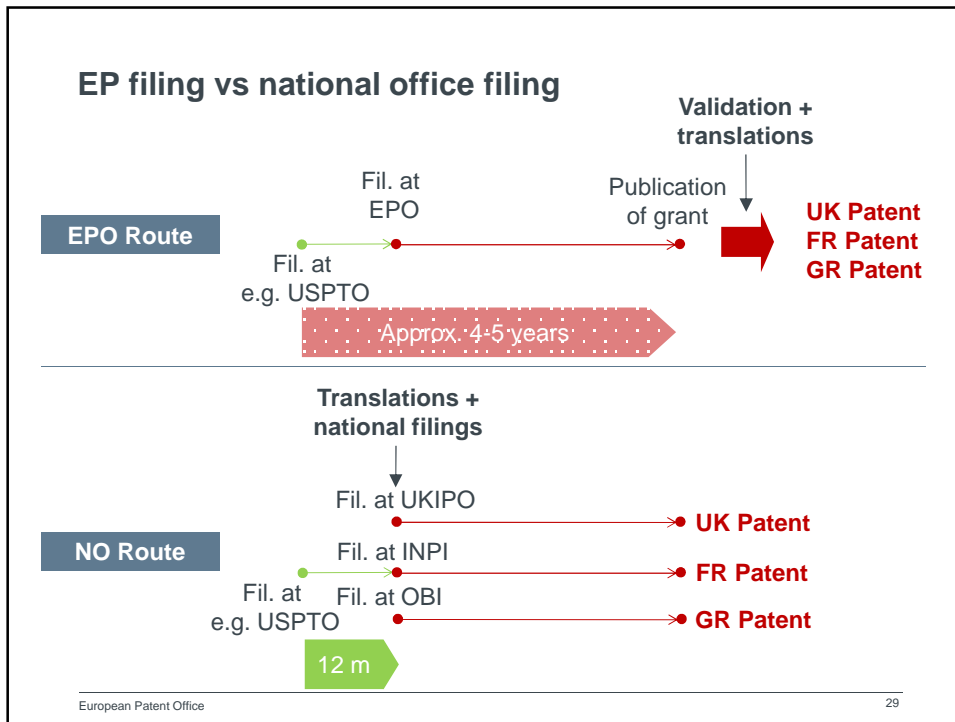 EP filing vs national office filing
Validation +
translations
Fil. at
EPO
Publication
of grant
EPO Route
UK Patent
FR Patent
GR Patent
Fil. at
e.g. USPTO
Approx. 4-5 years
Translations +
national filings
Fil. at UKIPO
UK Patent
NO Route
Fil. at INPI
FR Patent
Fil. at
e.g. USPTO
Fil. at OBI
GR Patent
12 m
European Patent Office
29